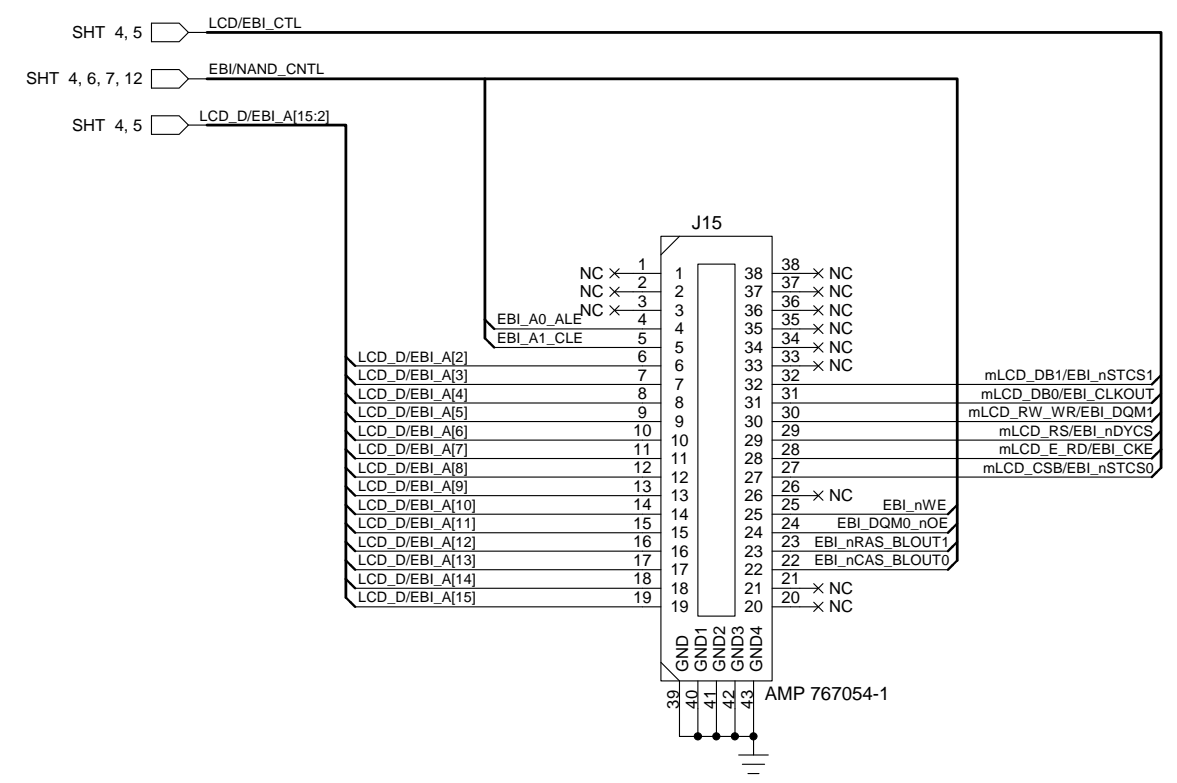 SHT 4, 5 LCD/EBI_CTL
SHT 4, 6, 7, 12 EBI/NAND_CNTL
SHT 4, 5 LCD_D/EBI_A[15:2]
J15
NC 1 1 38 38 NC
NC 2 2 37 37 NC
NC 3 3 36 36 NC
EBI_A0_ALE 4 4 35 35 NC
EBI_A1_CLE 5 5 34 34 NC
LCD_D/EBI_A[2] 6 6 33 33 NC
LCD_D/EBI_A[3] 7 7 32 32 mLCD_DB1/EBI_nSTCS1
LCD_D/EBI_A[4] 8 8 31 31 mLCD_DB0/EBI_CLKOUT
LCD_D/EBI_A[5] 9 9 30 30 mLCD_RW_WR/EBI_DQM1
LCD_D/EBI_A[6] 10 10 29 29 mLCD_RS/EBI_nDYCS
LCD_D/EBI_A[7] 11 11 28 28 mLCD_E_RD/EBI_CKE
LCD_D/EBI_A[8] 12 12 27 27 mLCD_CSB/EBI_nSTCS0
LCD_D/EBI_A[9] 13 13 26 26 NC
LCD_D/EBI_A[10] 14 14 25 25 EBI_nWE
LCD_D/EBI_A[11] 15 15 24 24 EBI_DQM0_nOE
LCD_D/EBI_A[12] 16 16 23 23 EBI_nRAS_BLOUT1
LCD_D/EBI_A[13] 17 17 22 22 EBI_nCAS_BLOUT0
LCD_D/EBI_A[14] 18 18 21 21 NC
LCD_D/EBI_A[15] 19 19 20 20 NC
GND GND1 GND2 GND3 GND4
39 40 41 42 43 AMP 767054-1